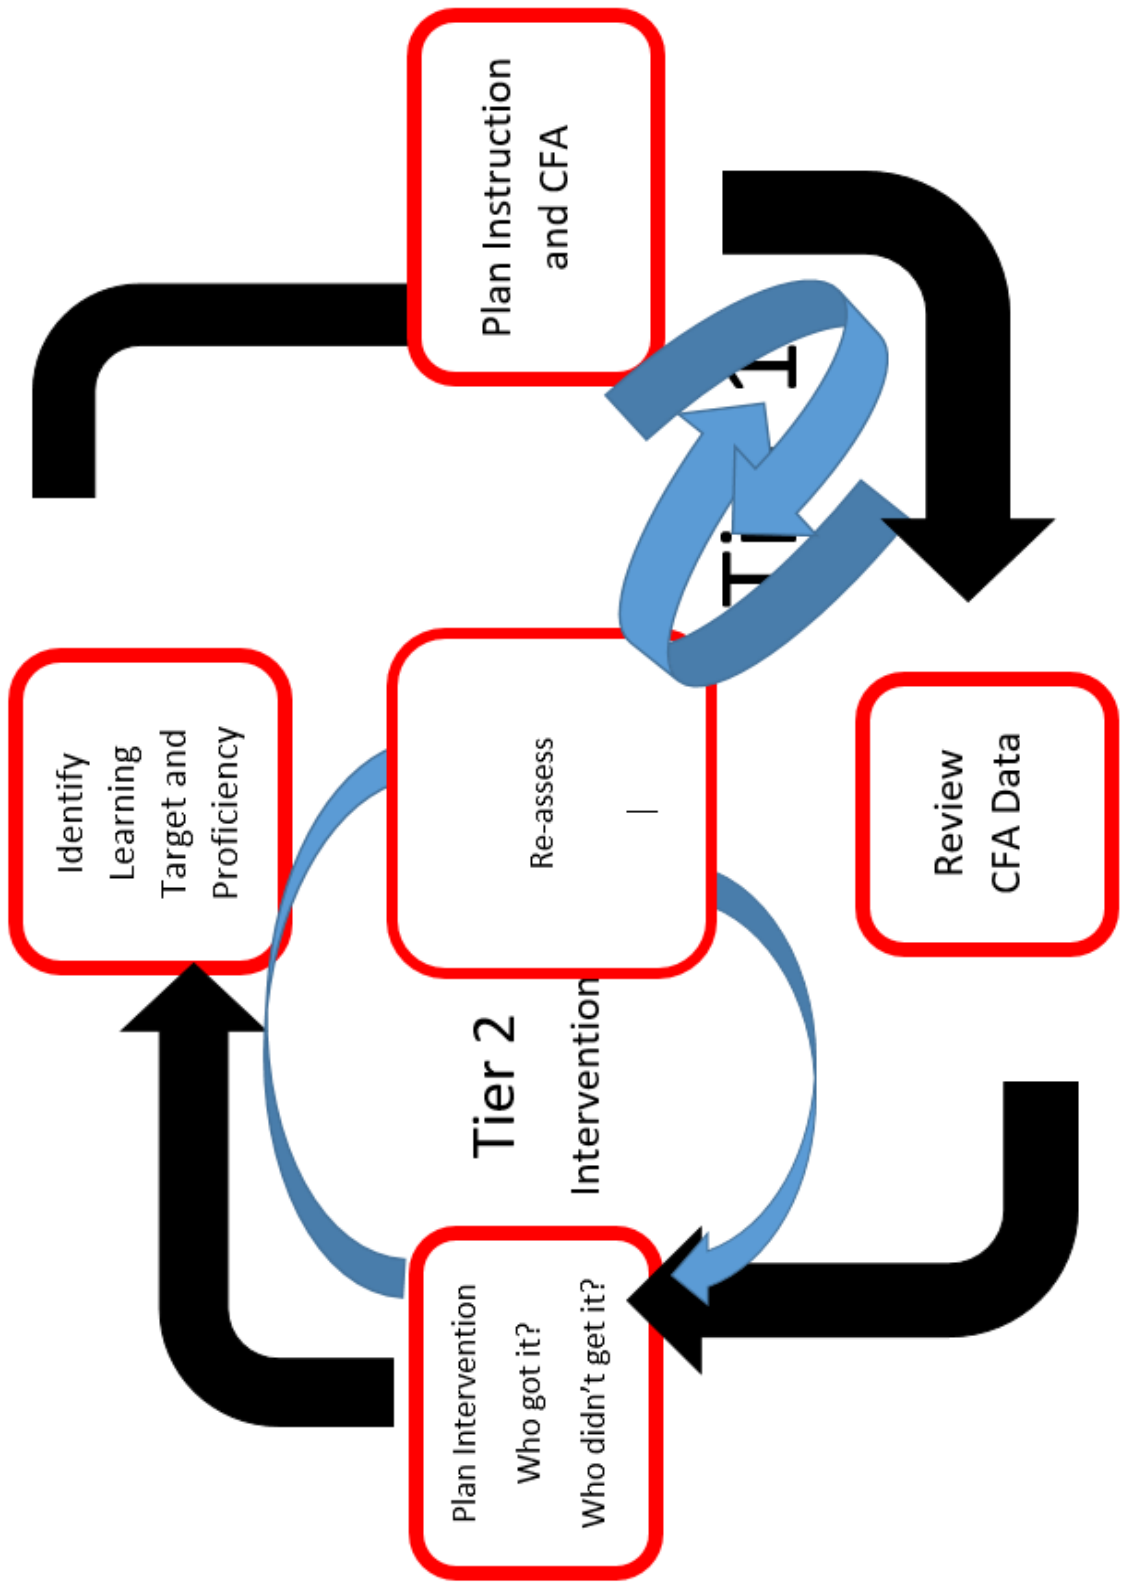 Identify
Learning
Target and
Proficiency
Plan Intervention
Who got it?
Who didn't get it?
Tier 2
Intervention
Re-assess
Plan Instruction
and CFA
Review
CFA Data